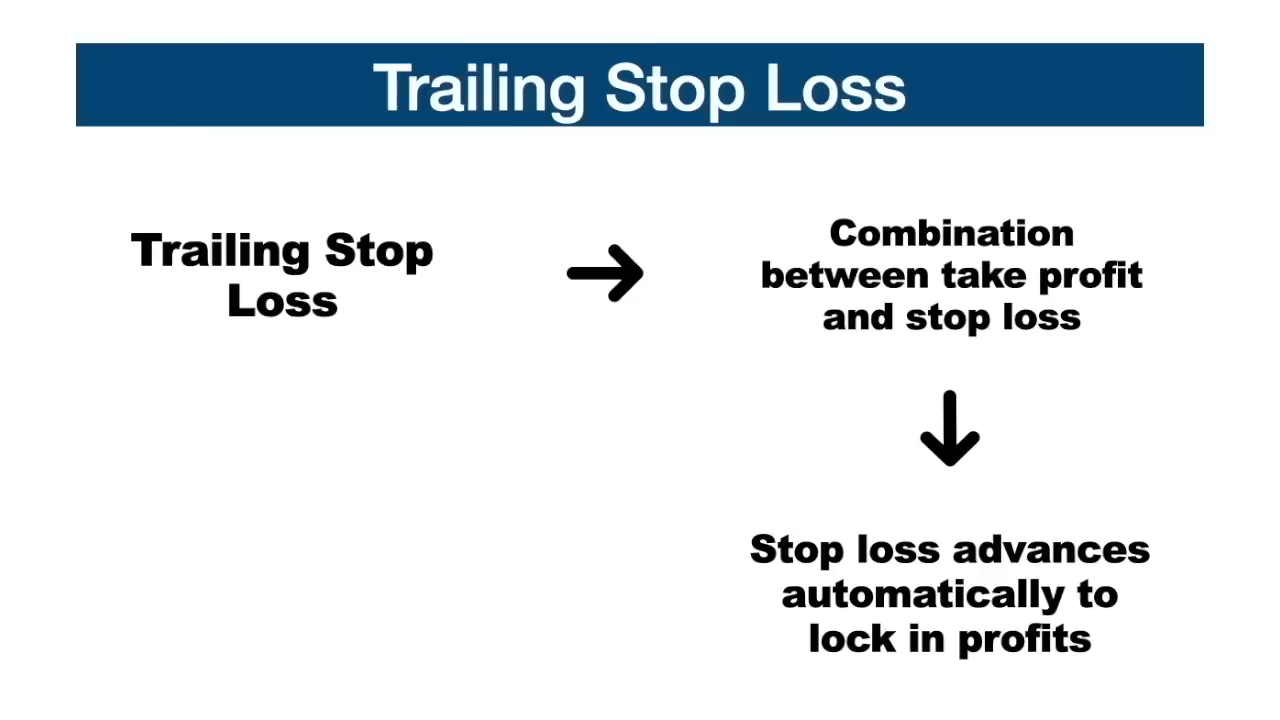 Trailing Stop Loss
Trailing Stop
Loss
Combination
between take profit
and stop loss
Stop loss advances
automatically to
lock in profits